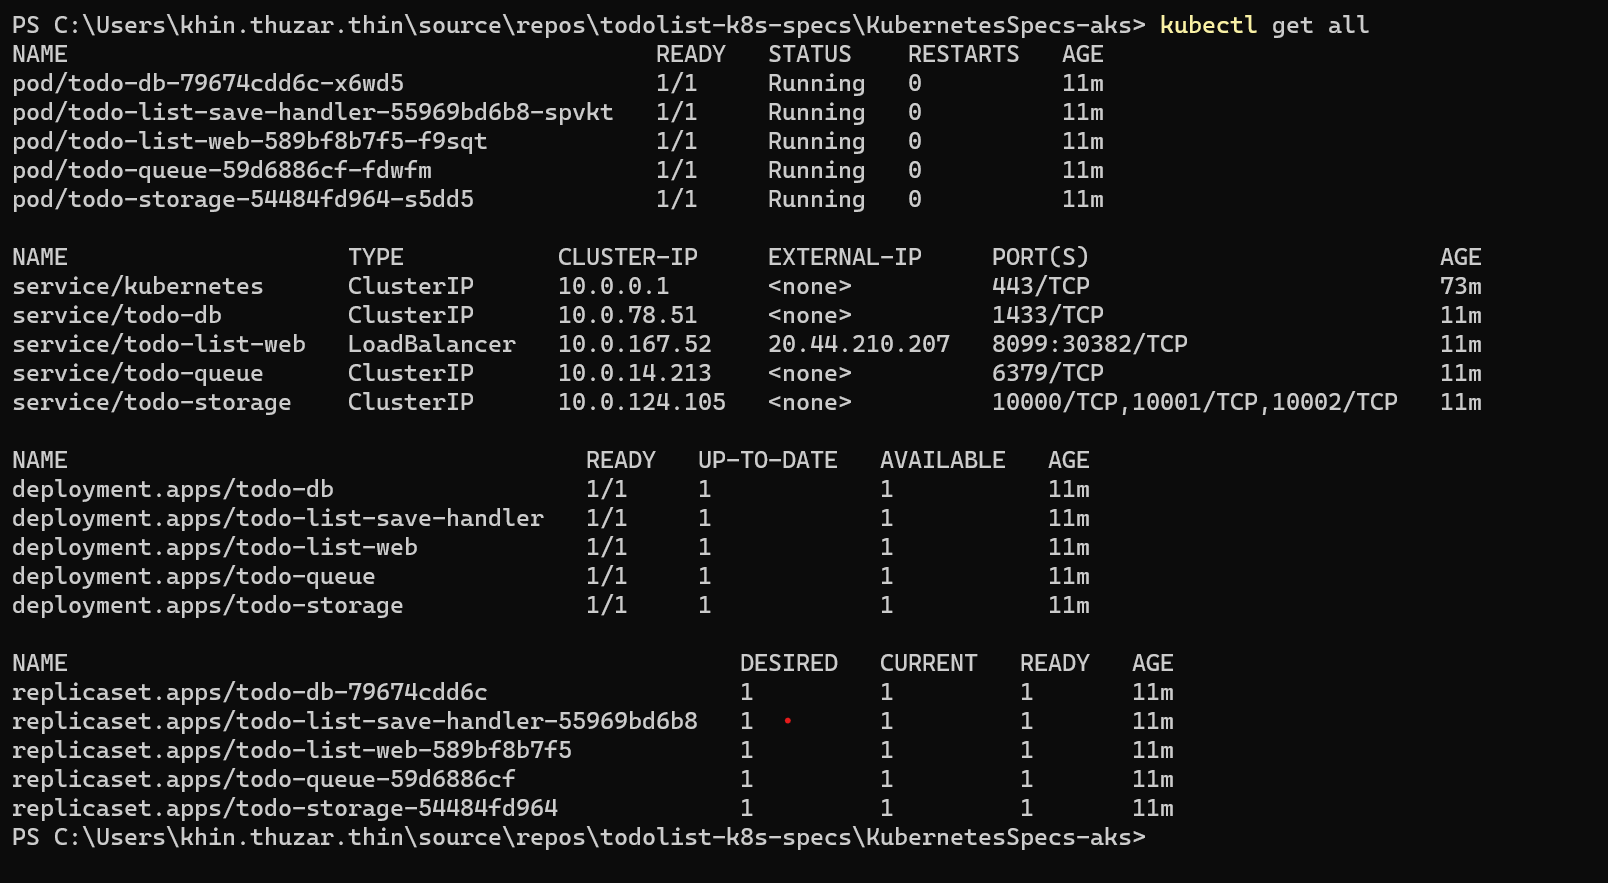 PS C:\Users\khin.thuzar.thin\source\repos\todolist-k8s-specs\KubernetesSpecs-aks> kubectl get all
NAME READY STATUS RESTARTS AGE
pod/todo-db-79674cdd6c-x6wd5 1/1 Running 0 11m
pod/todo-list-save-handler-55969bd6b8-spvkt 1/1 Running 0 11m
pod/todo-list-web-589bf8b7f5-f9sqt 1/1 Running 0 11m
pod/todo-queue-59d6886cf-fdwfm 1/1 Running 0 11m
pod/todo-storage-54484fd964-s5dd5 1/1 Running 0 11m
NAME TYPE CLUSTER-IP EXTERNAL-IP PORT(S) AGE
service/kubernetes ClusterIP 10.0.0.1 <none> 443/TCP 73m
service/todo-db ClusterIP 10.0.78.51 <none> 1433/TCP 11m
service/todo-list-web LoadBalancer 10.0.167.52 20.44.210.207 8099:30382/TCP 11m
service/todo-queue ClusterIP 10.0.14.213 <none> 6379/TCP 11m
service/todo-storage ClusterIP 10.0.124.105 <none> 10000/TCP,10001/TCP,10002/TCP 11m
NAME READY UP-TO-DATE AVAILABLE AGE
deployment.apps/todo-db 1/1 1 1 11m
deployment.apps/todo-list-save-handler 1/1 1 1 11m
deployment.apps/todo-list-web 1/1 1 1 11m
deployment.apps/todo-queue 1/1 1 1 11m
deployment.apps/todo-storage 1/1 1 1 11m
NAME DESIRED CURRENT READY AGE
replicaset.apps/todo-db-79674cdd6c 1 1 1 11m
replicaset.apps/todo-list-save-handler-55969bd6b8 1 1 1 11m
replicaset.apps/todo-list-web-589bf8b7f5 1 1 1 11m
replicaset.apps/todo-queue-59d6886cf 1 1 1 11m
replicaset.apps/todo-storage-54484fd964 1 1 1 11m
PS C:\Users\khin.thuzar.thin\source\repos\todolist-k8s-specs\KubernetesSpecs-aks>